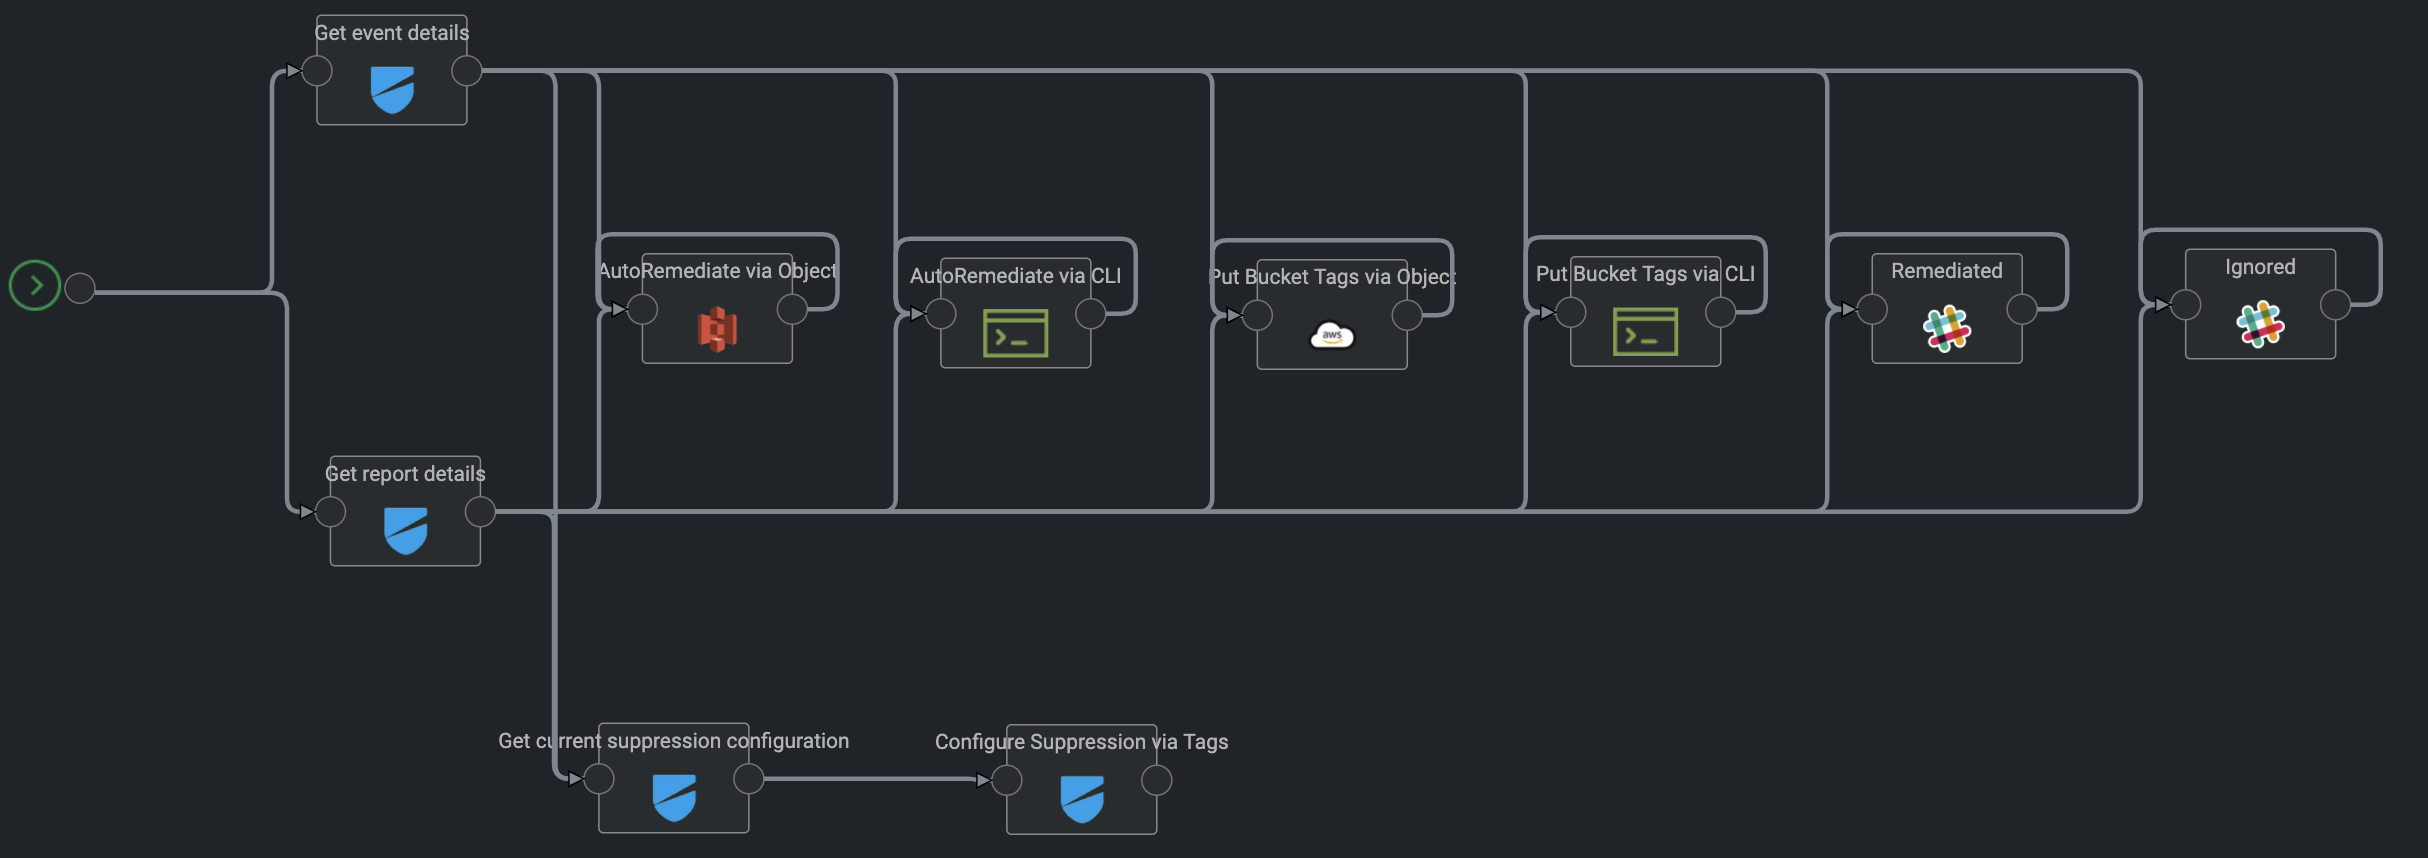 Get event details
AutoRemediate via Object
AutoRemediate via CLI
Put Bucket Tags via Object
aws
Put Bucket Tags via CLI
Remediated
Ignored
Get report details
Get current suppression configuration
Configure Suppression via Tags